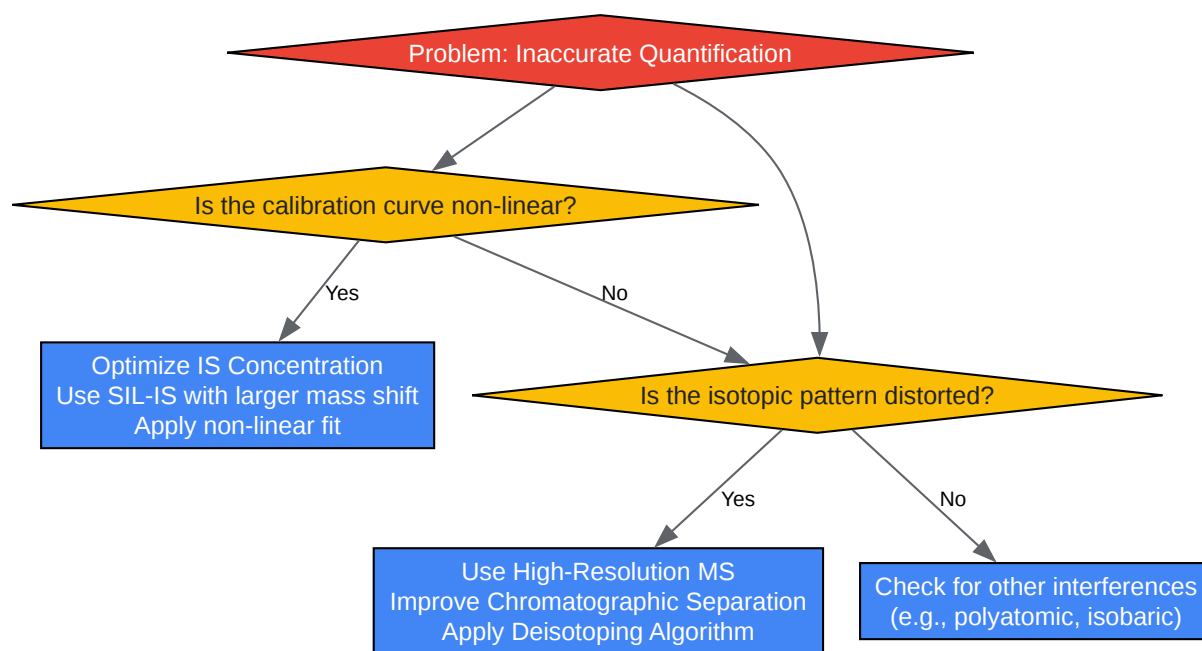 Problem: Inaccurate Quantification
Is the calibration curve non-linear?
Yes
No
Optimize IS Concentration
Use SIL-IS with larger mass shift
Apply non-linear fit
Is the isotopic pattern distorted?
Yes
No
Use High-Resolution MS
Improve Chromatographic Separation
Apply Deisotoping Algorithm
Check for other interferences
(e.g., polyatomic, isobaric)